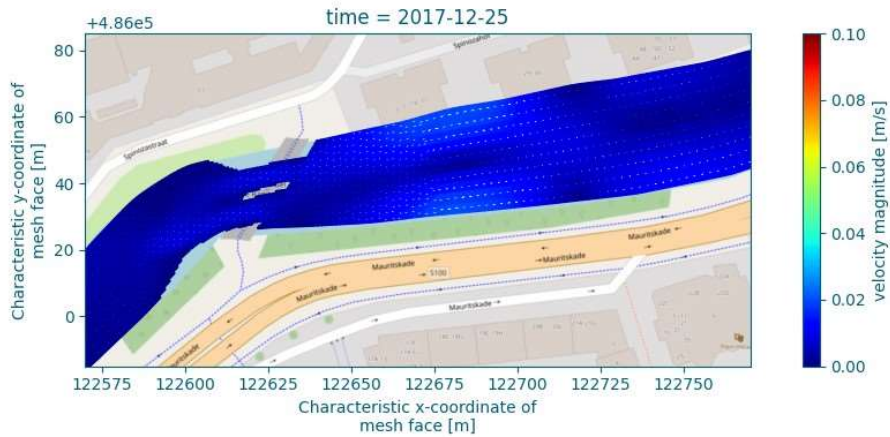 time = 2017-12-25
+4.86e5
80
60
40
20
0
Characteristic y-coordinate of
mesh face [m]
Spinozahof
Spinozastraat
Mauritskade
Mauritskade
S100
Mauritskade
Mauritskade
Mauritskade
Mauritskade
122575
122600
122625
122650
122675
122700
122725
122750
Characteristic x-coordinate of
mesh face [m]
0.10
0.08
0.06
0.04
0.02
0.00
velocity magnitude [m/s]